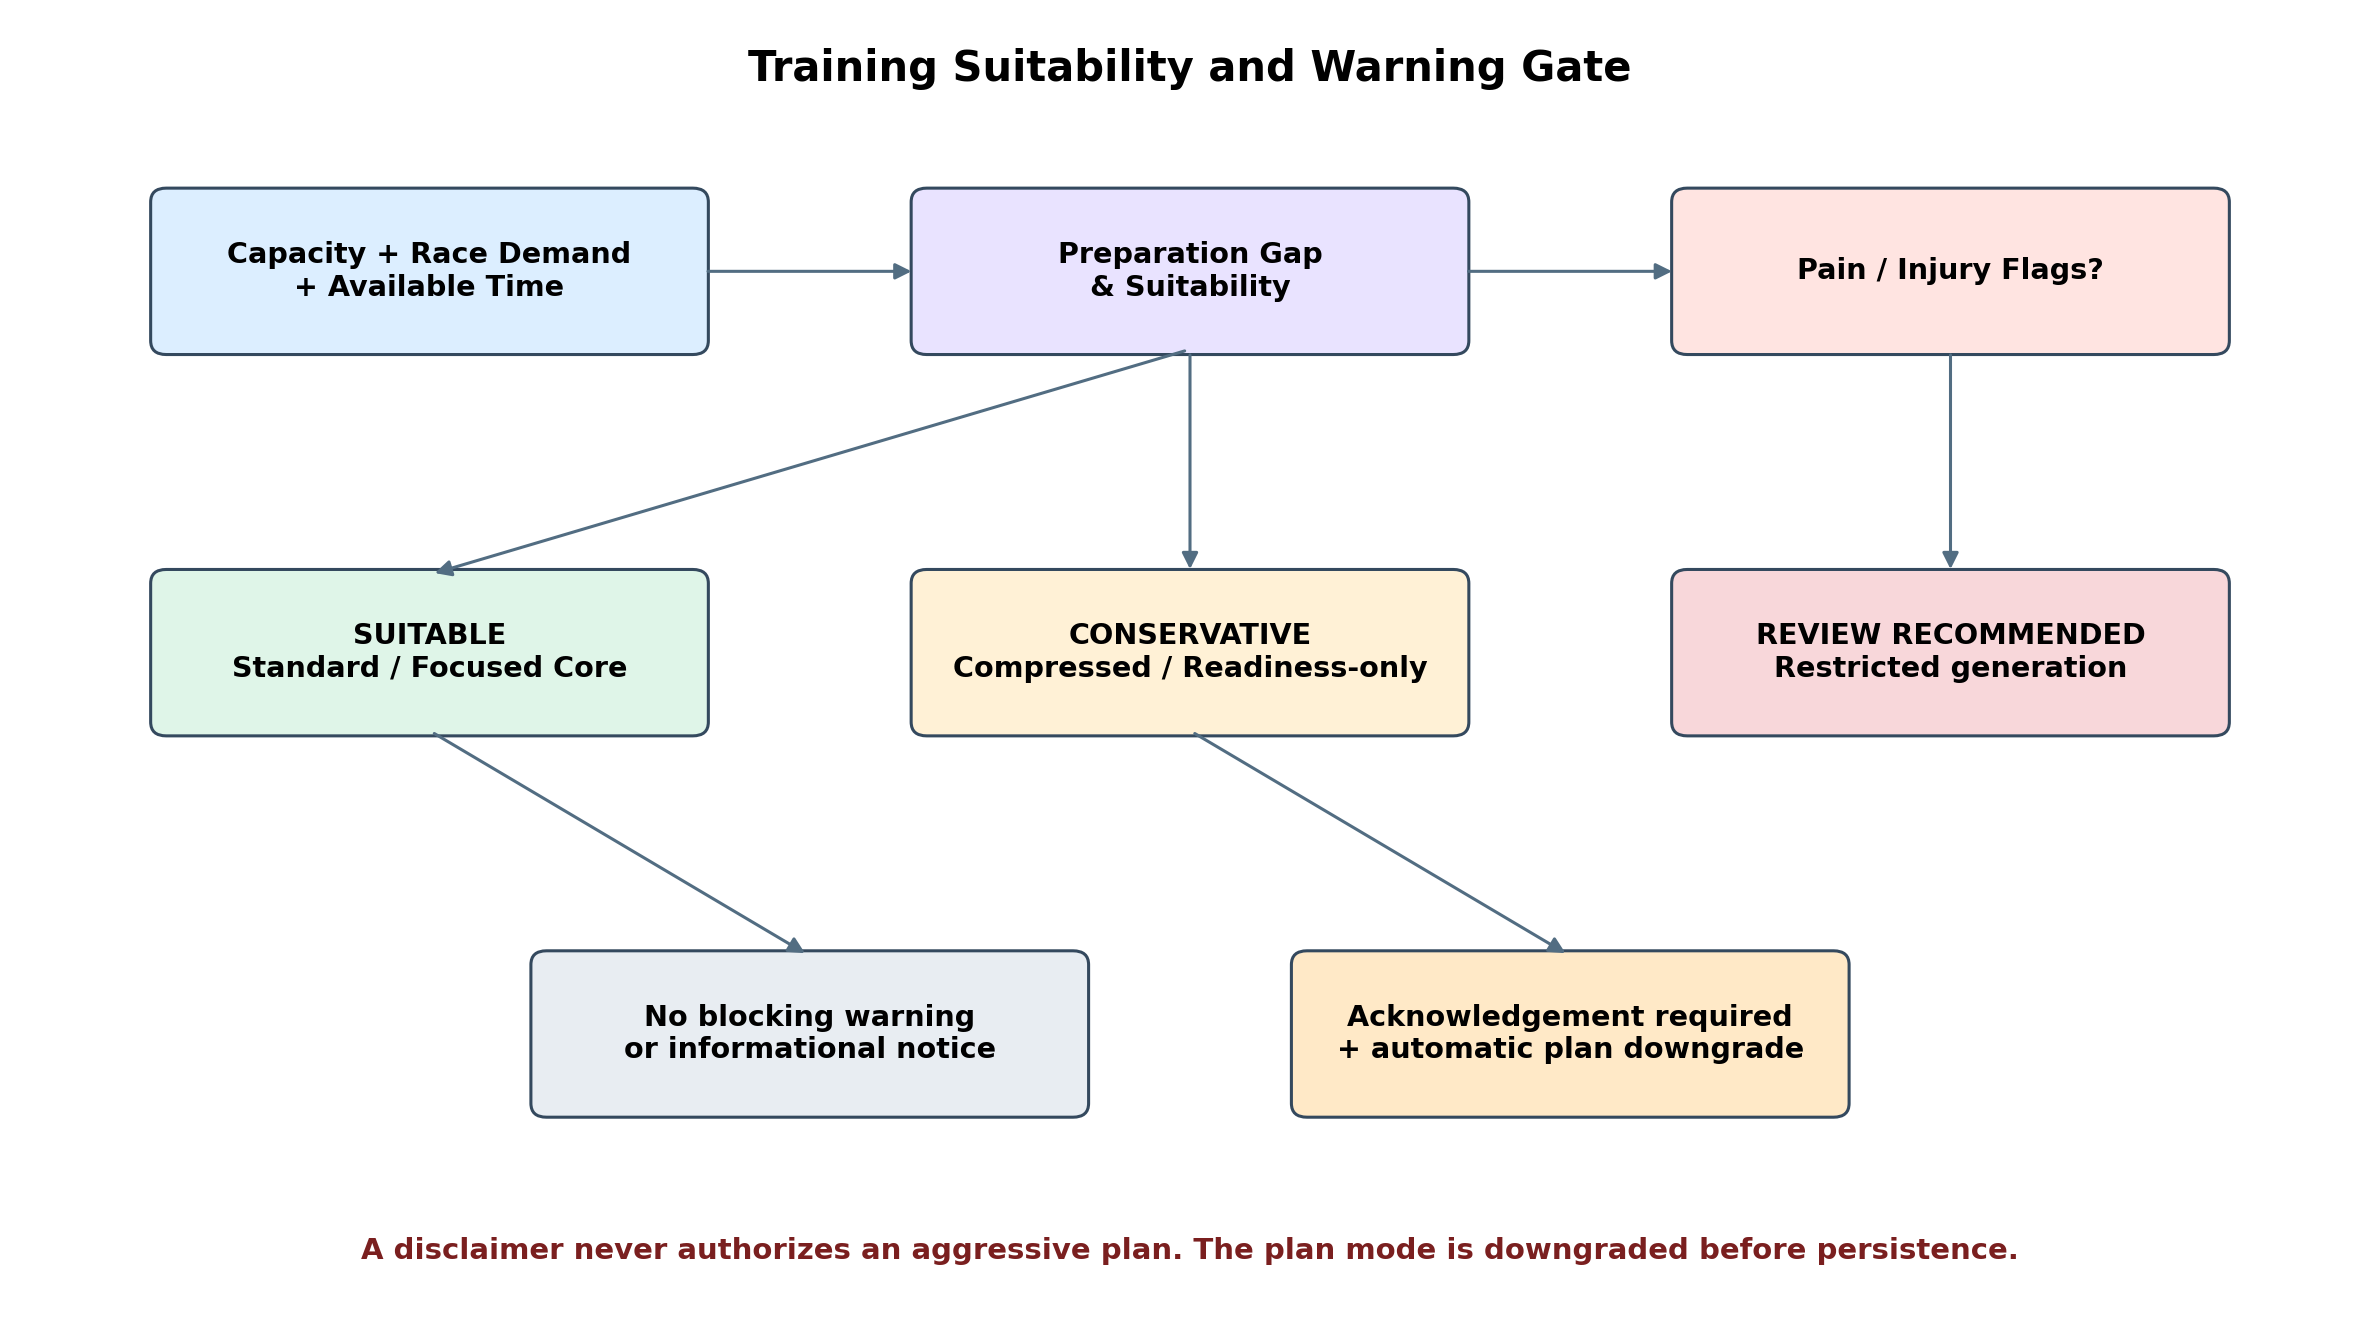 Training Suitability and Warning Gate
Capacity + Race Demand
+ Available Time
Preparation Gap
& Suitability
Pain / Injury Flags?
SUITABLE
Standard / Focused Core
CONSERVATIVE
Compressed / Readiness-only
REVIEW RECOMMENDED
Restricted generation
No blocking warning
or informational notice
Acknowledgement required
+ automatic plan downgrade
A disclaimer never authorizes an aggressive plan. The plan mode is downgraded before persistence.